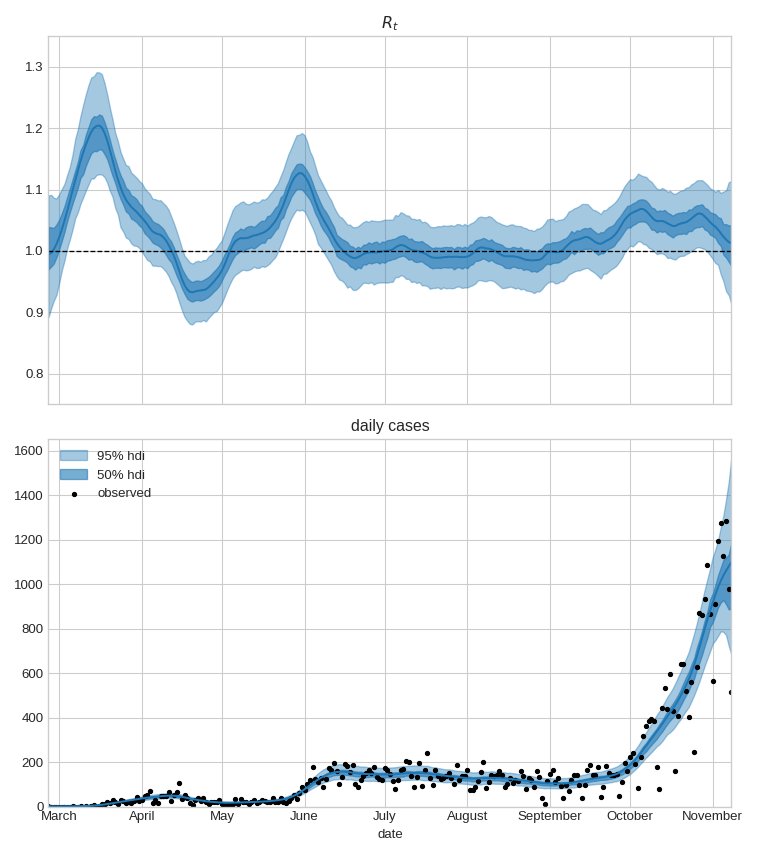 R_t
1.3
1.2
1.1
1.0
0.9
0.8
daily cases
1600
1400
1200
1000
800
600
400
200
0
95% hdi
50% hdi
observed
March April May June July August September October November
date